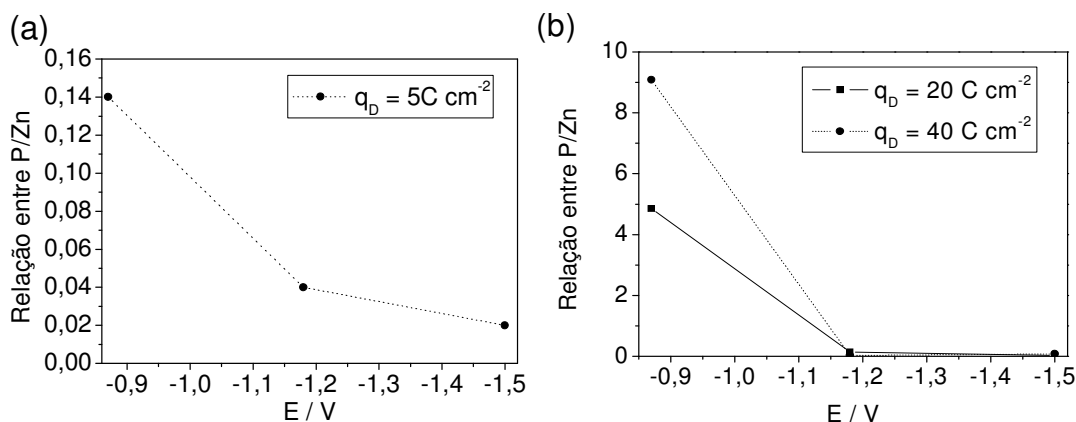 (a)
0,16
0,14
0,12
0,10
0,08
0,06
0,04
0,02
0,00
Relação entre P/Zn
q_D = 5C cm^-2
-0,9 -1,0 -1,1 -1,2 -1,3 -1,4 -1,5
E / V
(b)
10
8
6
4
2
0
Relação entre P/Zn
q_D = 20 C cm^-2
q_D = 40 C cm^-2
-0,9 -1,0 -1,1 -1,2 -1,3 -1,4 -1,5
E / V